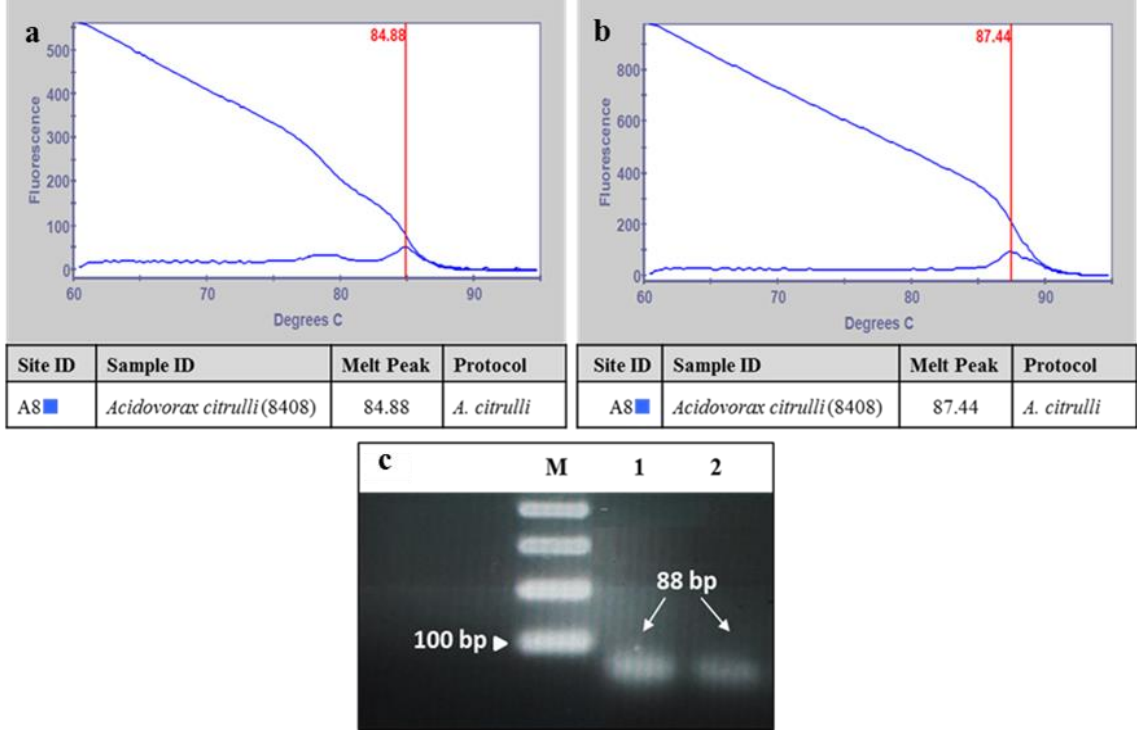 a
84.88
500
400
300
200
100
0
Fluorescence
60 70 80 90
Degrees C
Site ID Sample ID Melt Peak Protocol
A8 Acidovorax citrulli (8408) 84.88 A. citrulli
b
87.44
800
600
400
200
0
Fluorescence
60 70 80 90
Degrees C
Site ID Sample ID Melt Peak Protocol
A8 Acidovorax citrulli (8408) 87.44 A. citrulli
c M 1 2
88 bp
100 bp